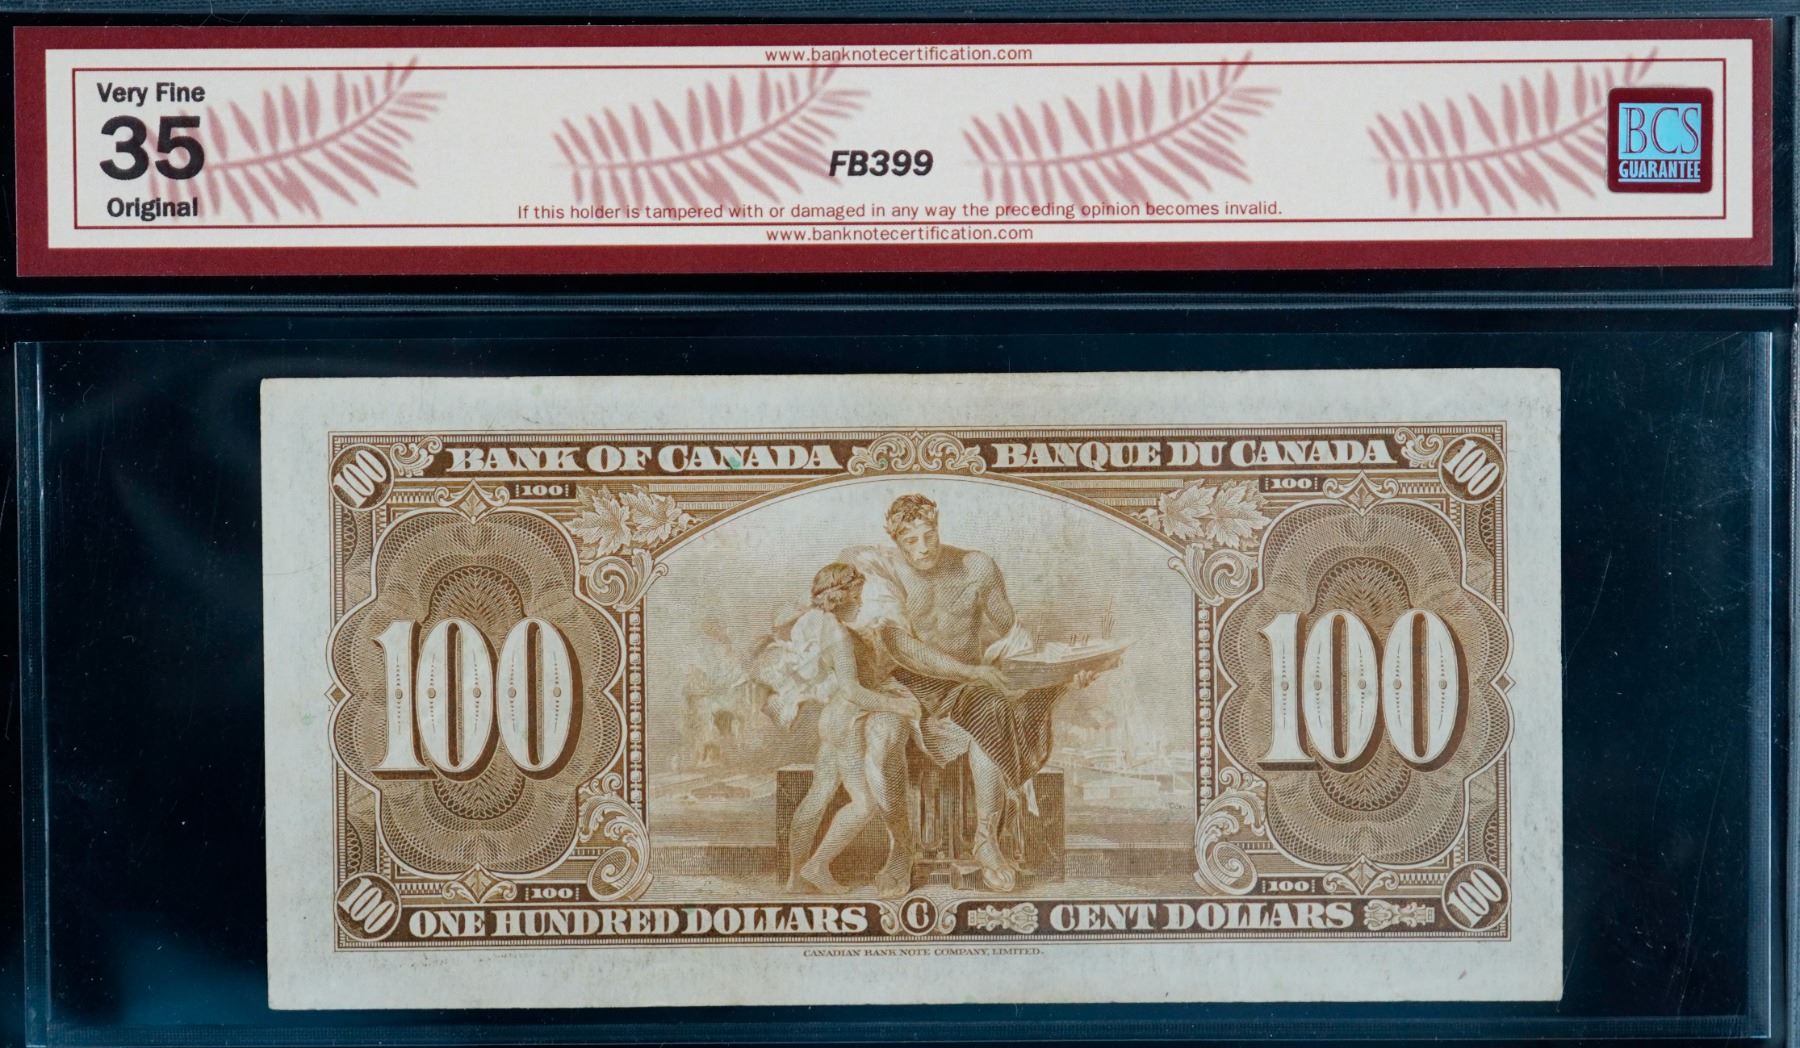 www.banknotecertification.com
Very Fine
35
Original
FB399
BCS
GUARANTEE
If this holder is tampered with or damaged in any way the preceding opinion becomes invalid.
www.banknotecertification.com
100 BANK OF CANADA BANQUE DU CANADA 100
100 100
100 100
100 100
100 ONE HUNDRED DOLLARS C CENT DOLLARS 100
CANADIAN BANK NOTE COMPANY, LIMITED.